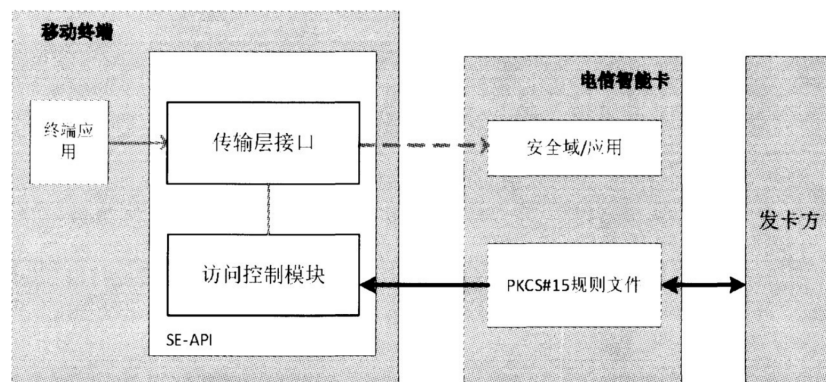 移动终端
电信智能卡
终端应
用
传输层接口
安全域/应用
发卡方
访问控制模块
PKCS#15规则文件
SE-API